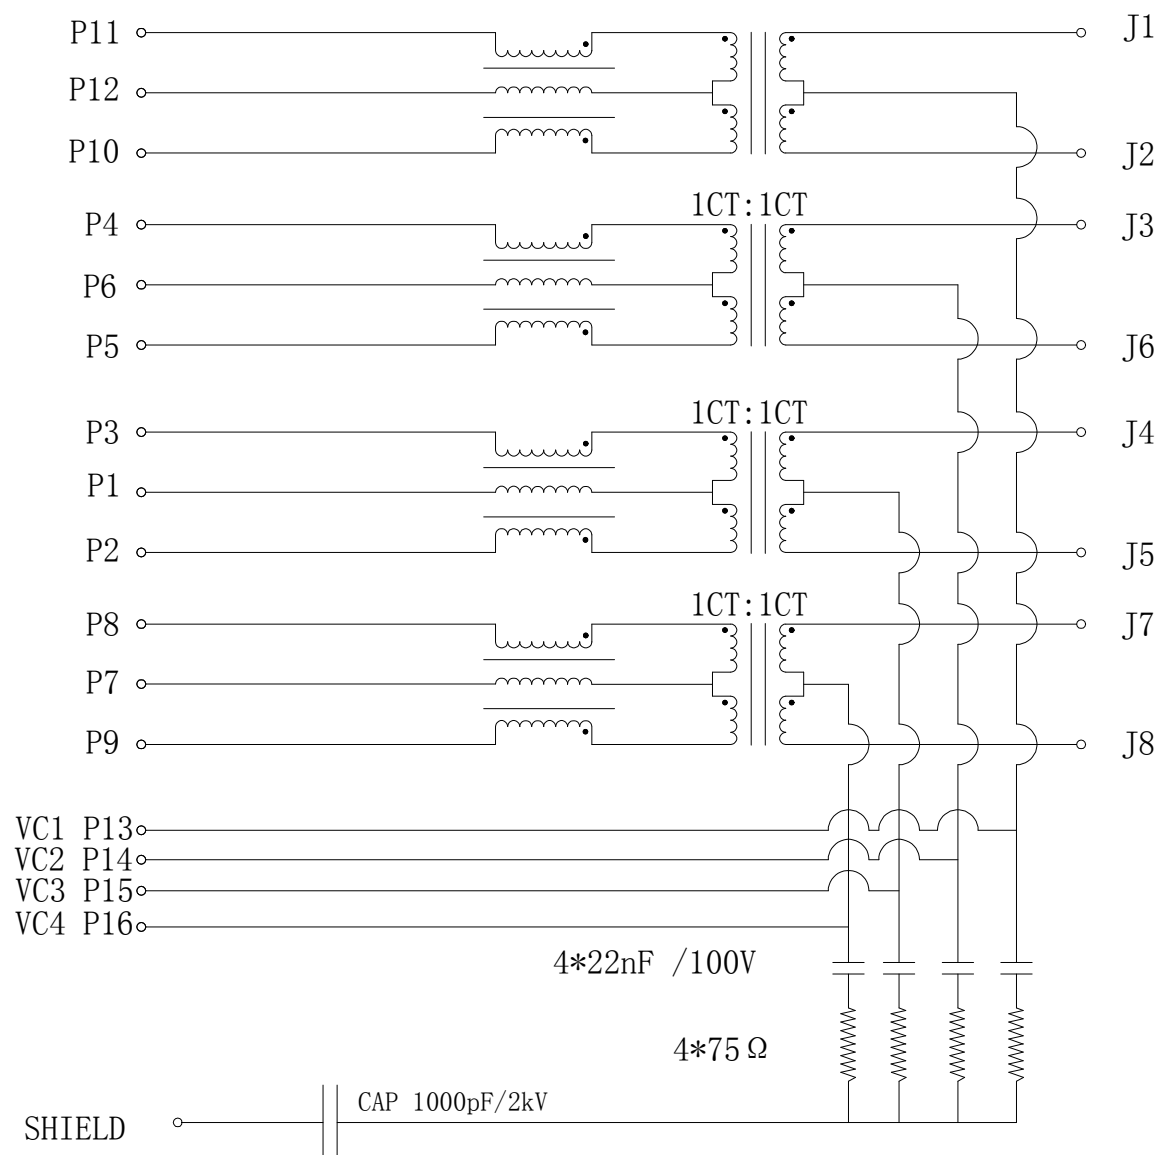 P11 J1
P12
P10 J2
1CT:1CT
P4 J3
P6
P5 J6
1CT:1CT
P3 J4
P1
P2 J5
1CT:1CT
P8 J7
P7
P9 J8
VC1 P13
VC2 P14
VC3 P15
VC4 P16
4*22nF /100V
4*75Ω
CAP 1000pF/2kV
SHIELD